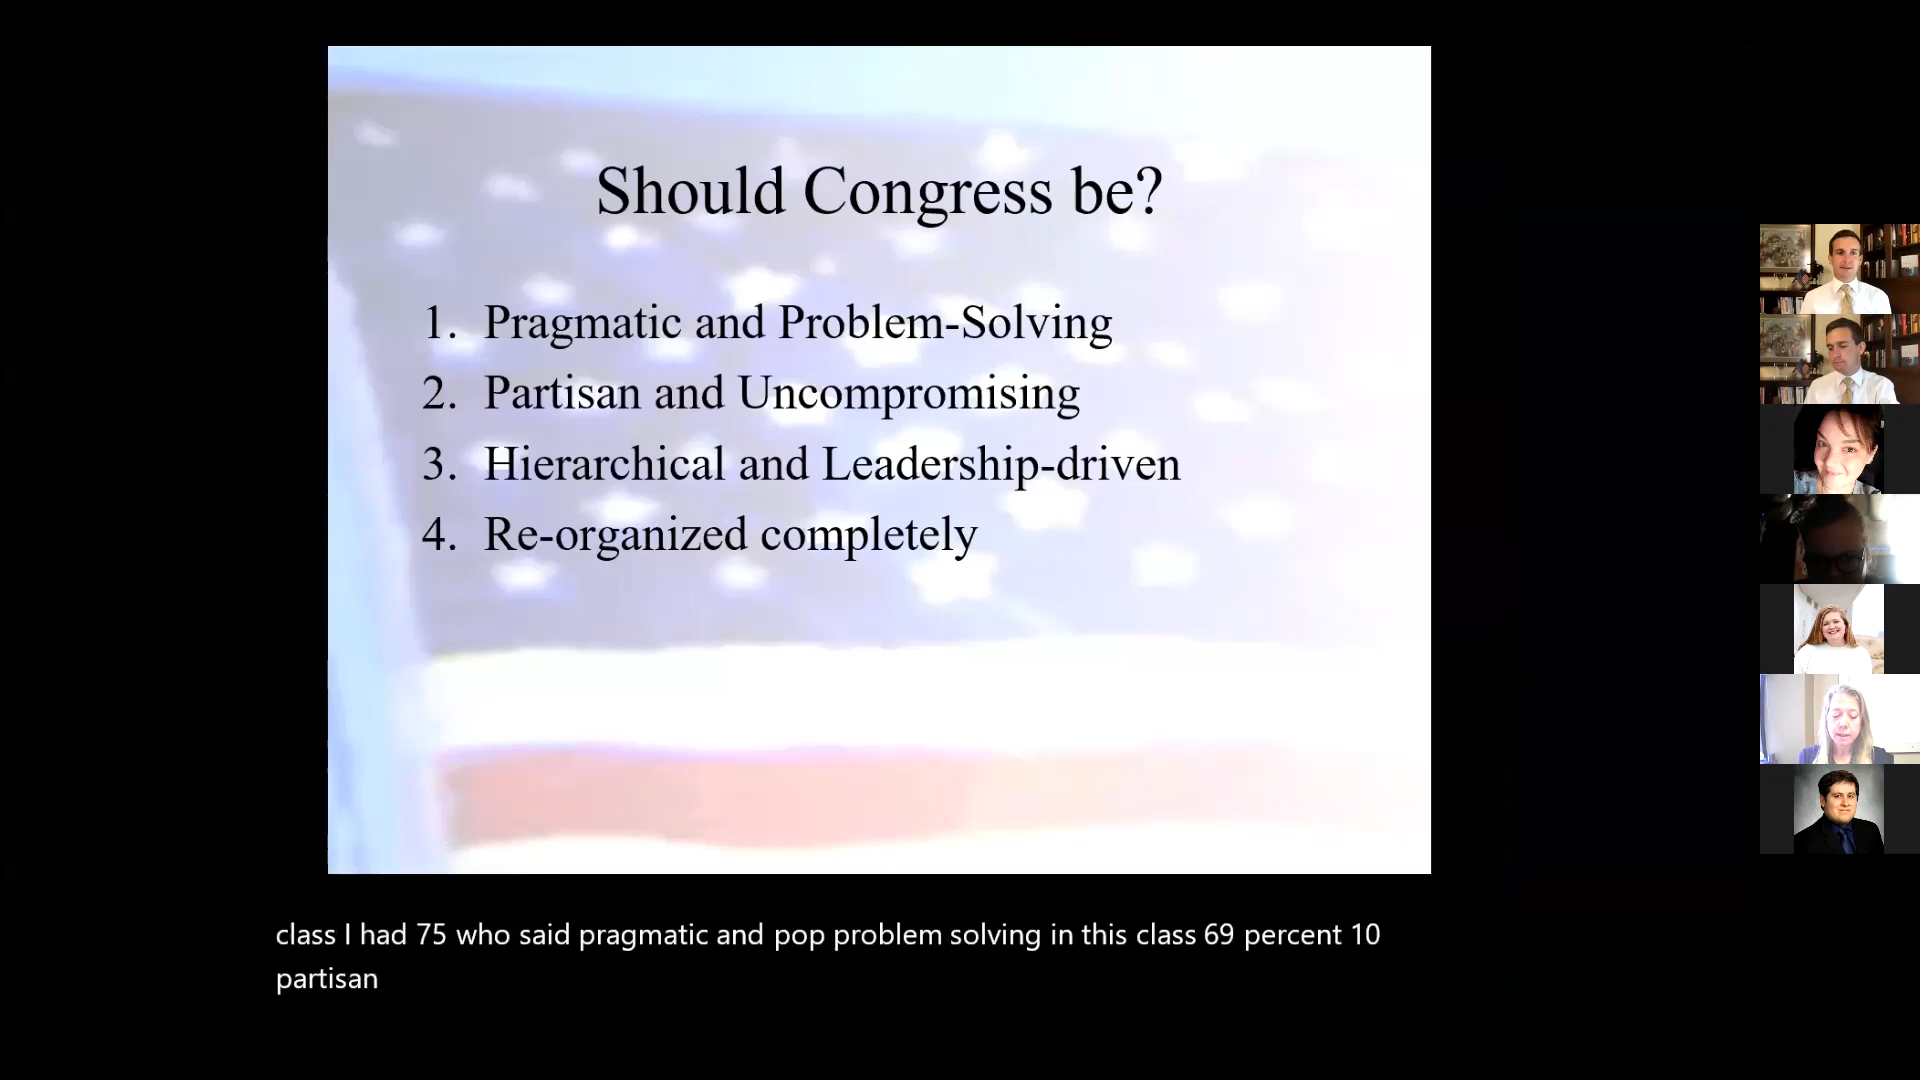 Should Congress be?
1. Pragmatic and Problem-Solving
2. Partisan and Uncompromising
3. Hierarchical and Leadership-driven
4. Re-organized completely
class I had 75 who said pragmatic and pop problem solving in this class 69 percent 10
partisan